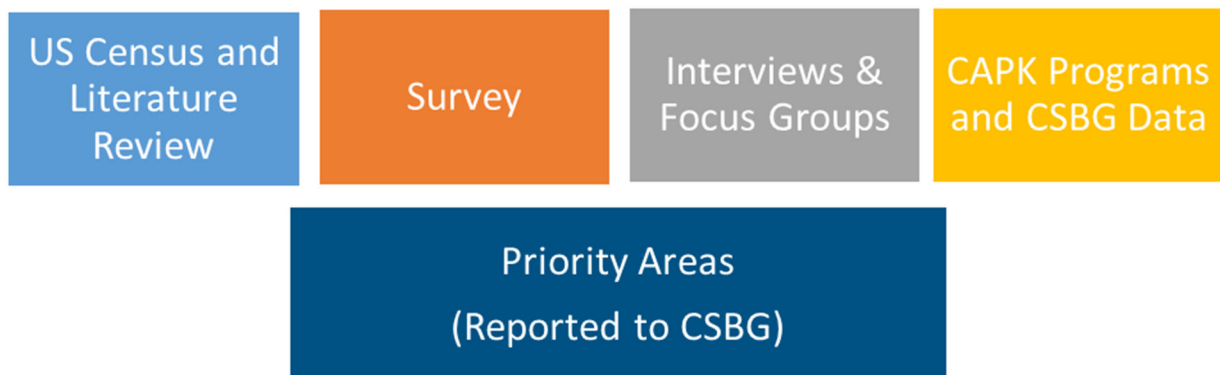 US Census and
Literature
Review
Survey
Interviews &
Focus Groups
CAPK Programs
and CSBG Data
Priority Areas
(Reported to CSBG)